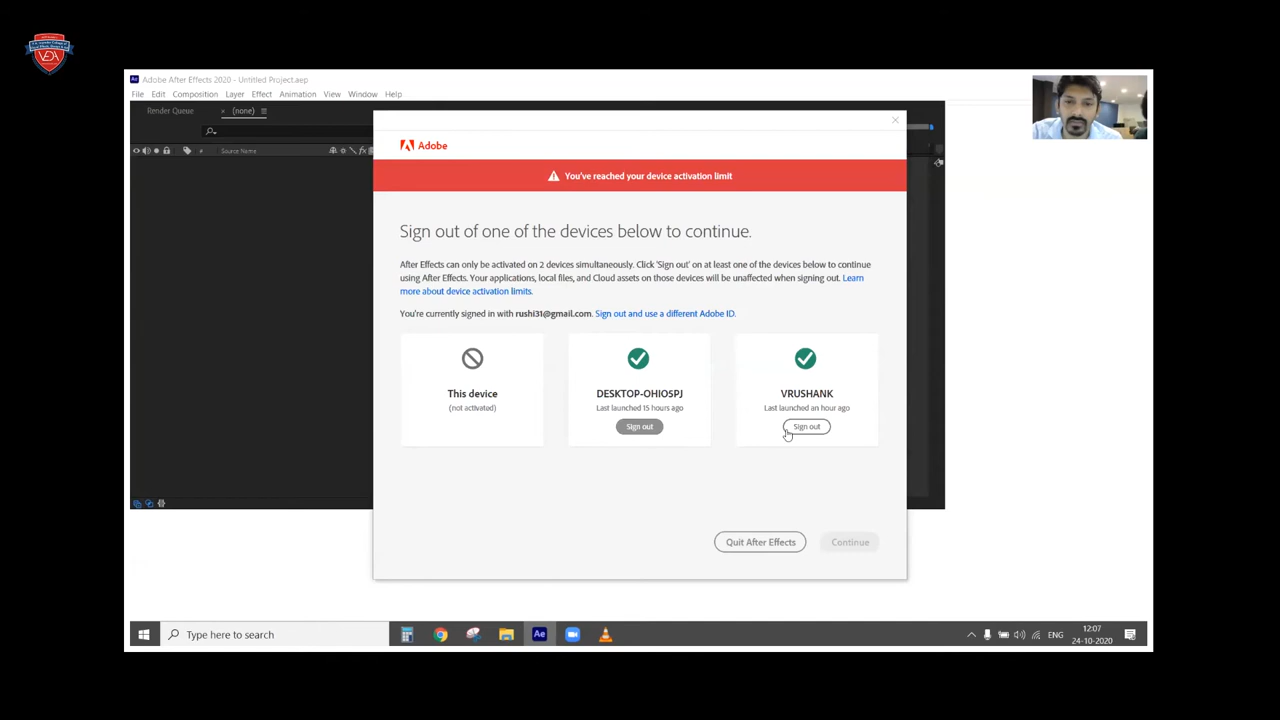 VEDA
Adobe After Effects 2020 - Untitled Project.aep
File Edit Composition Layer Effect Animation View Window Help
Render Queue × (none)
# Source Name
Adobe
You've reached your device activation limit
Sign out of one of the devices below to continue.
After Effects can only be activated on 2 devices simultaneously. Click 'Sign out' on at least one of the devices below to continue
using After Effects. Your applications, local files, and Cloud assets on those devices will be unaffected when signing out. Learn
more about device activation limits.
You're currently signed in with rushi31@gmail.com. Sign out and use a different Adobe ID.
This device
(not activated)
DESKTOP-OHIO5PJ
Last launched 15 hours ago
Sign out
VRUSHANK
Last launched an hour ago
Sign out
Quit After Effects Continue
Type here to search
Ae
ENG
12:07
24-10-2020